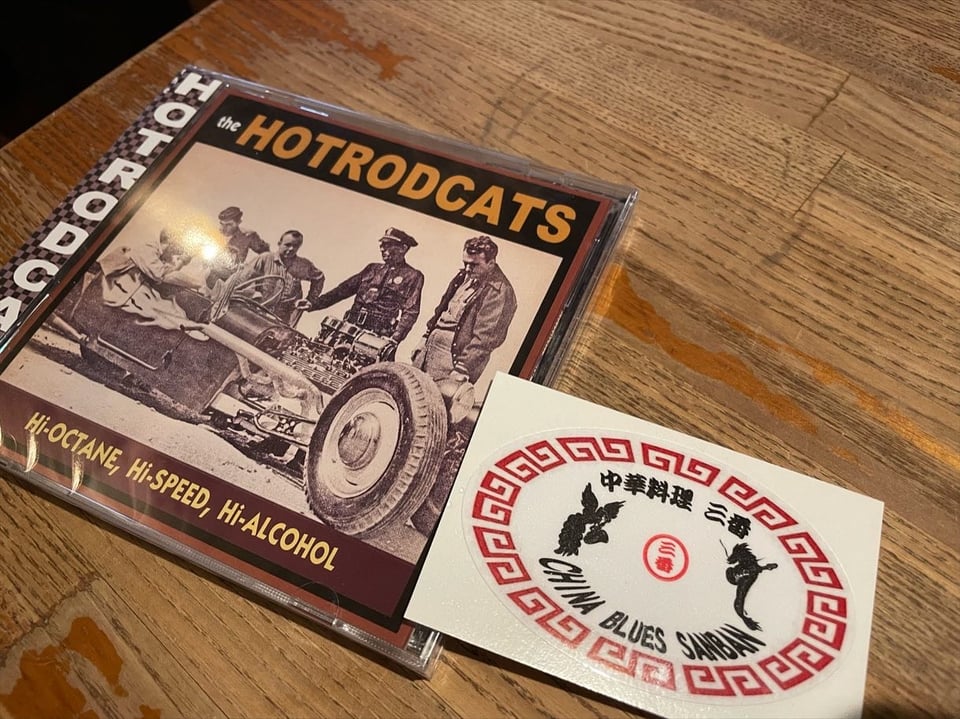 HOTRODCA
the HOTRODCATS
Hi-OCTANE, Hi-SPEED, Hi-ALCOHOL
中華料理 三番
三番
CHINA BLUES SANBAN